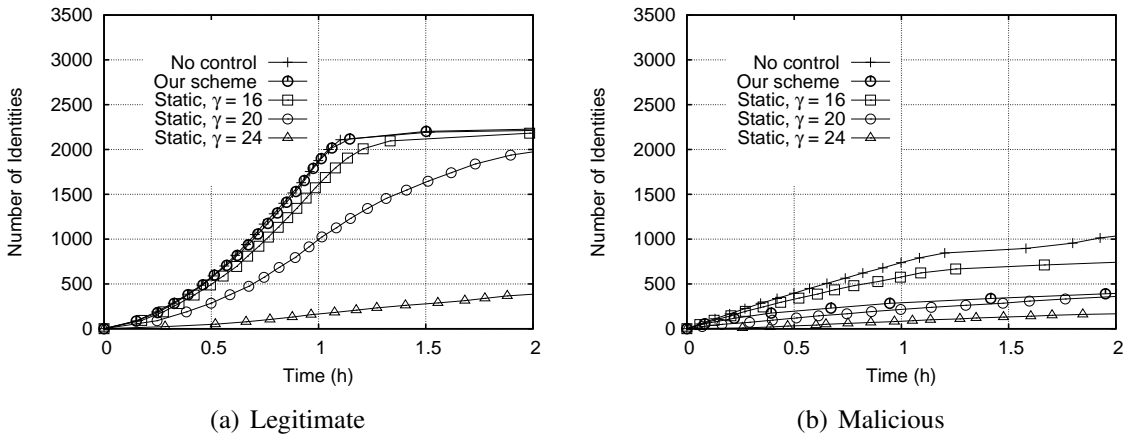 3500
3000
2500
2000
1500
1000
500
0
Number of Identities
No control
Our scheme
Static, γ = 16
Static, γ = 20
Static, γ = 24
0 0.5 1 1.5 2
Time (h)
(a) Legitimate
3500
3000
2500
2000
1500
1000
500
0
Number of Identities
No control
Our scheme
Static, γ = 16
Static, γ = 20
Static, γ = 24
0 0.5 1 1.5 2
Time (h)
(b) Malicious